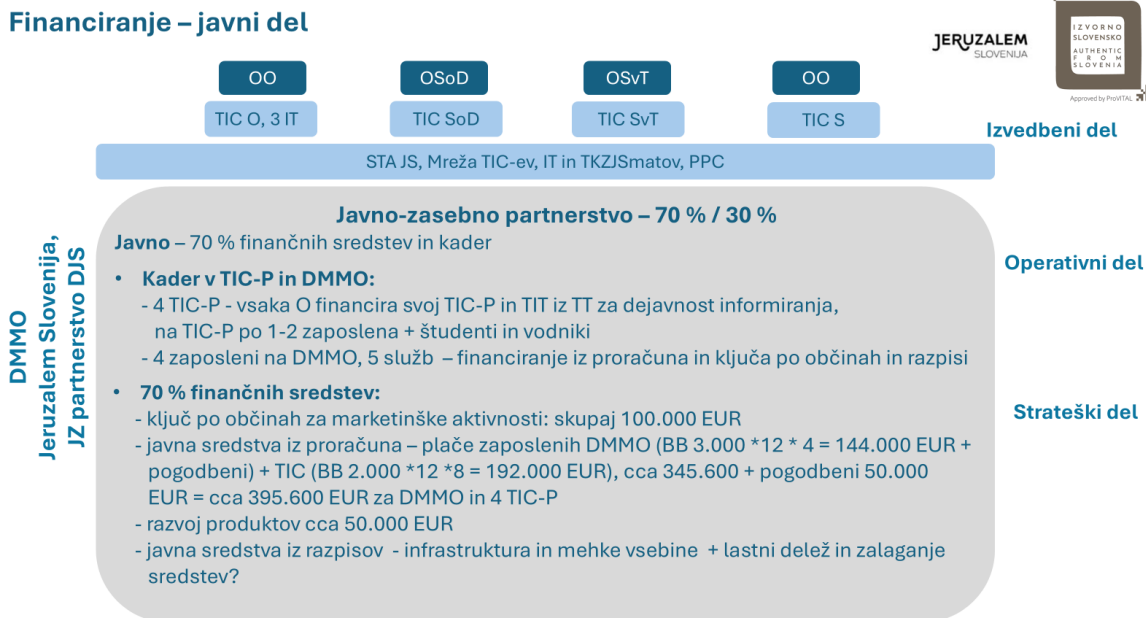 Financiranje – javni del
JERUZALEM
SLOVENIJA
IZVORNO
SLOVENSKO
AUTHENTIC
FROM
SLOVENIA
Approved by ProVITAL
OO
OSoD
OSvT
OO
TIC O, 3 IT
TIC SoD
TIC SvT
TIC S
Izvedbeni del
STA JS, Mreža TIC-ev, IT in TKZJSmatov, PPC
Javno-zasebno partnerstvo – 70 % / 30 %
Javno – 70 % finančnih sredstev in kader
Operativni del
• Kader v TIC-P in DMMO:
- 4 TIC-P - vsaka O financira svoj TIC-P in TIT iz TT za dejavnost informiranja,
na TIC-P po 1-2 zaposlena + študenti in vodniki
- 4 zaposleni na DMMO, 5 služb – financiranje iz proračuna in ključa po občinah in razpisi
DMMO
Jeruzalem Slovenija,
JZ partnerstvo DJS
• 70 % finančnih sredstev:
- ključ po občinah za marketinške aktivnosti: skupaj 100.000 EUR
Strateški del
- javna sredstva iz proračuna – plače zaposlenih DMMO (BB 3.000 *12 * 4 = 144.000 EUR +
pogodbeni) + TIC (BB 2.000 *12 *8 = 192.000 EUR), cca 345.600 + pogodbeni 50.000
EUR = cca 395.600 EUR za DMMO in 4 TIC-P
- razvoj produktov cca 50.000 EUR
- javna sredstva iz razpisov - infrastruktura in mehke vsebine + lastni delež in zalaganje
sredstev?